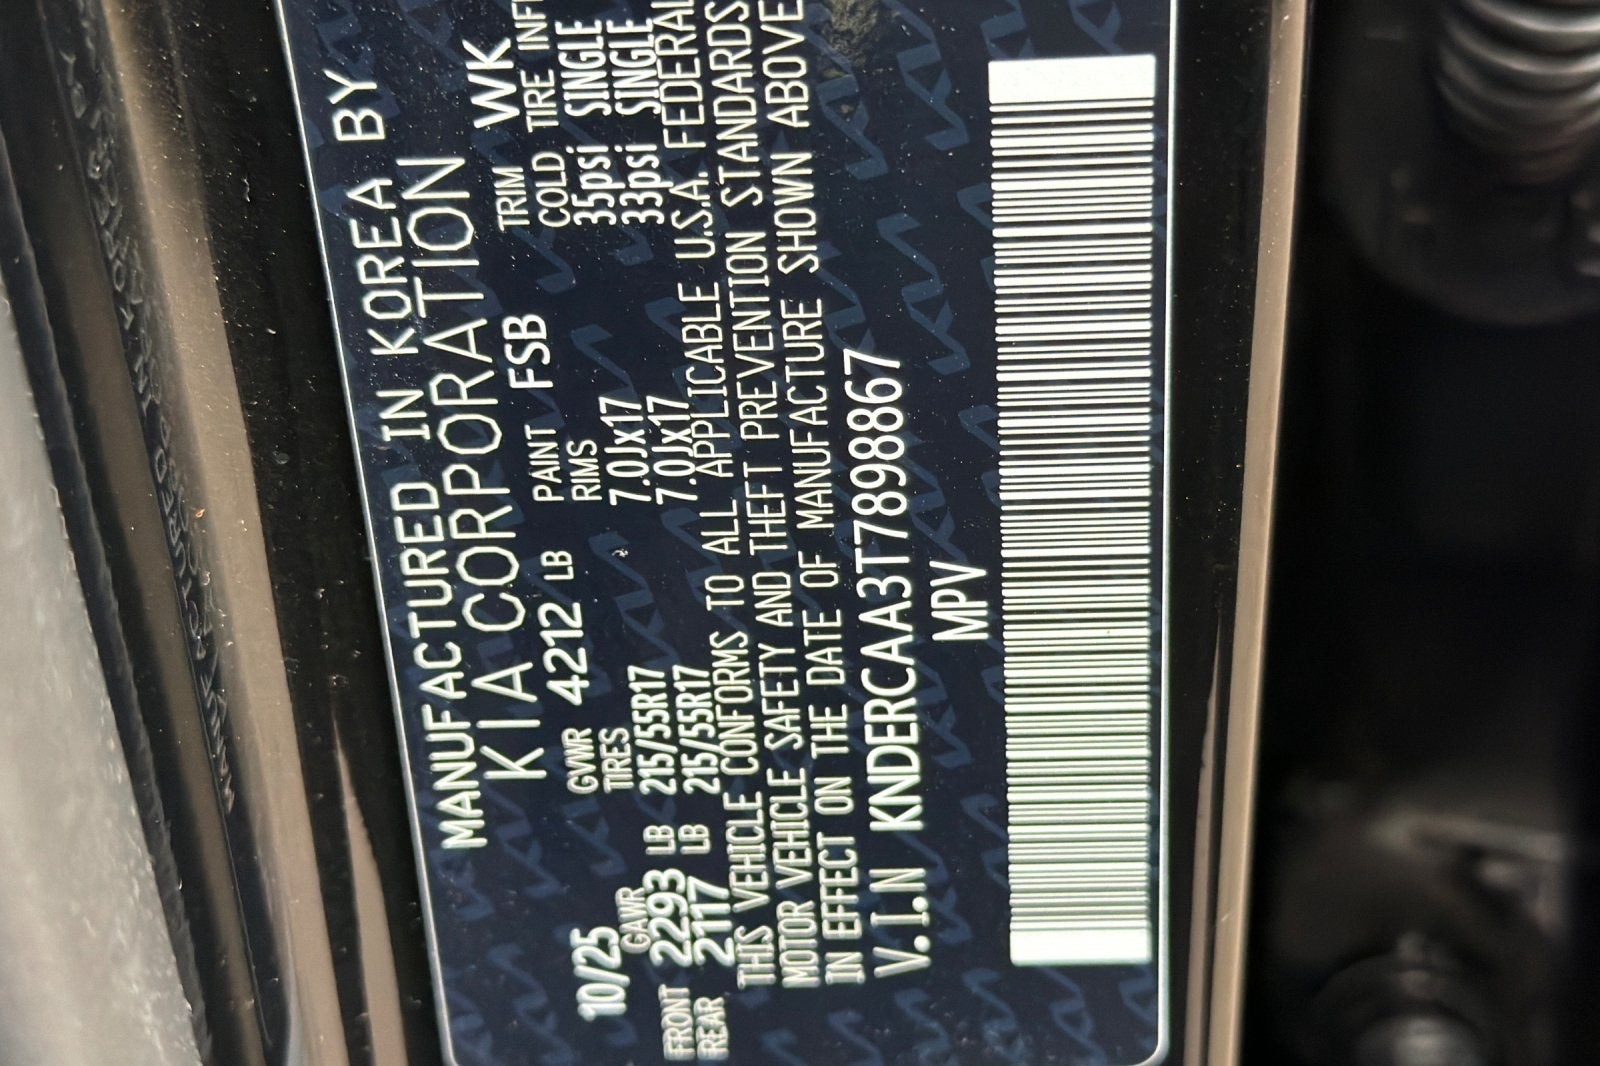 MANUFACTURED IN KOREA BY
KIA CORPORATION
10/25 GVWR 4212 LB PAINT FSB TRIM WK
GAWR TIRES RIMS COLD TIRE
FRONT 2293 LB 215/55R17 7.0Jx17 35psi SINGLE
REAR 2117 LB 215/55R17 7.0Jx17 33psi SINGLE
THIS VEHICLE CONFORMS TO ALL APPLICABLE U.S.A. FEDERAL
MOTOR VEHICLE SAFETY AND THEFT PREVENTION STANDARDS
IN EFFECT ON THE DATE OF MANUFACTURE SHOWN ABOVE
V.I.N KNDERCAA3T7898867
MPV